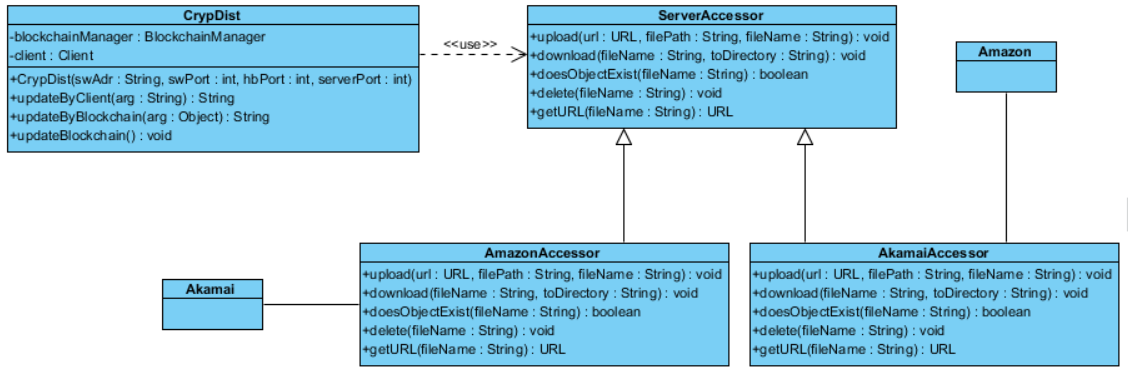 CrypDist
-blockchainManager : BlockchainManager
-client : Client
+CrypDist(swAdr : String, swPort : int, hbPort : int, serverPort : int)
+updateByClient(arg : String) : String
+updateByBlockchain(arg : Object) : String
+updateBlockchain() : void
<<use>>
ServerAccessor
+upload(url : URL, filePath : String, fileName : String) : void
+download(fileName : String, toDirectory : String) : void
+doesObjectExist(fileName : String) : boolean
+delete(fileName : String) : void
+getURL(fileName : String) : URL
Amazon
Akamai
AmazonAccessor
+upload(url : URL, filePath : String, fileName : String) : void
+download(fileName : String, toDirectory : String) : void
+doesObjectExist(fileName : String) : boolean
+delete(fileName : String) : void
+getURL(fileName : String) : URL
AkamaiAccessor
+upload(url : URL, filePath : String, fileName : String) : void
+download(fileName : String, toDirectory : String) : void
+doesObjectExist(fileName : String) : boolean
+delete(fileName : String) : void
+getURL(fileName : String) : URL